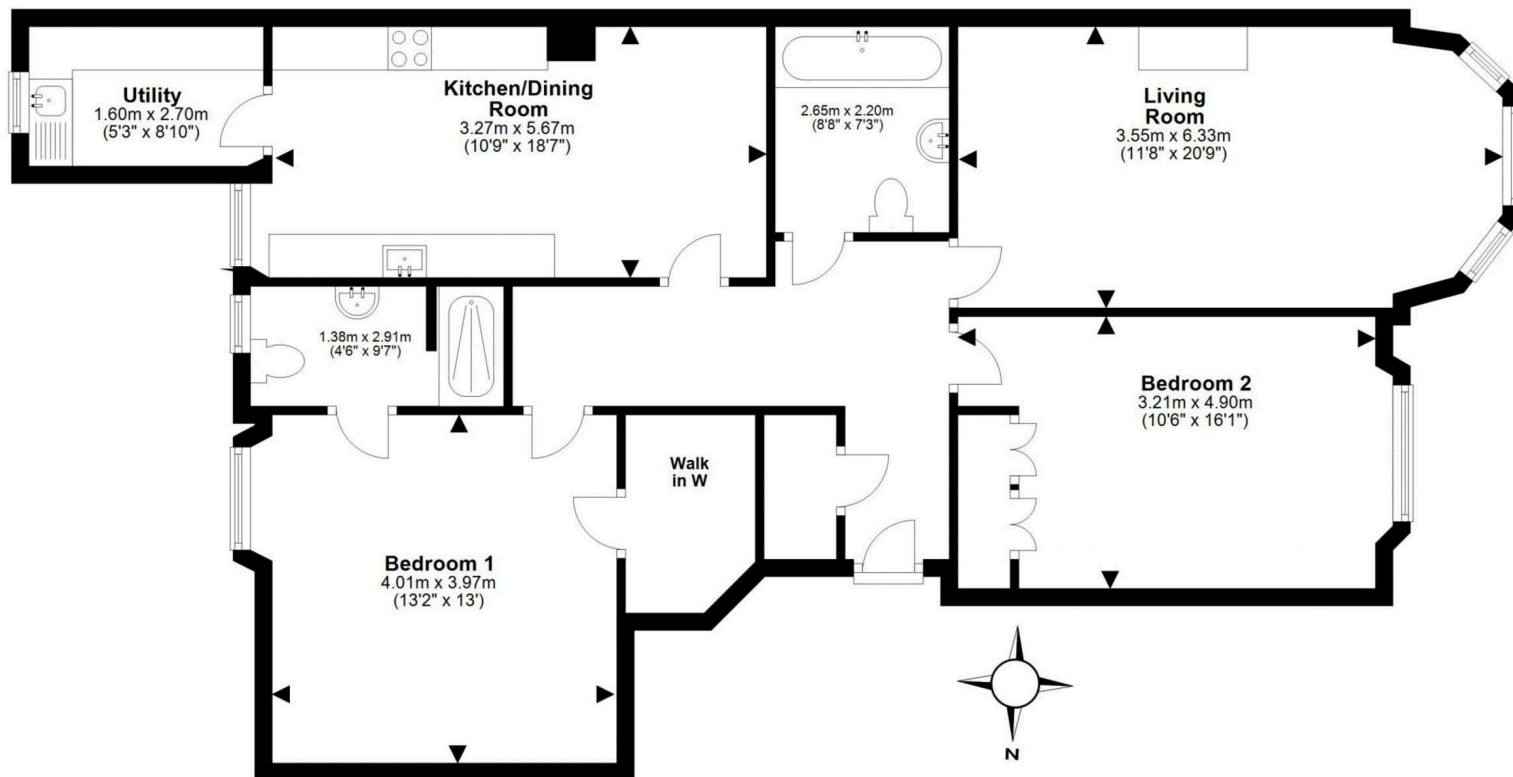 Utility
1.60m x 2.70m
(5'3" x 8'10")
Kitchen/Dining
Room
3.27m x 5.67m
(10'9" x 18'7")
2.65m x 2.20m
(8'8" x 7'3")
Living
Room
3.55m x 6.33m
(11'8" x 20'9")
1.38m x 2.91m
(4'6" x 9'7")
Bedroom 2
3.21m x 4.90m
(10'6" x 16'1")
Walk
in W
Bedroom 1
4.01m x 3.97m
(13'2" x 13')
N